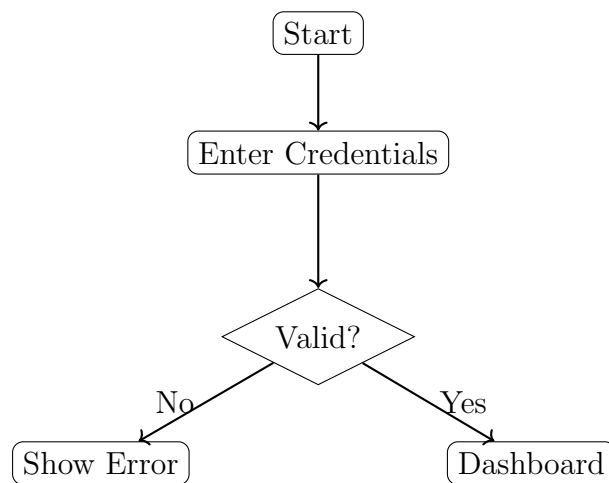 Start
Enter Credentials
Valid?
No
Yes
Show Error
Dashboard